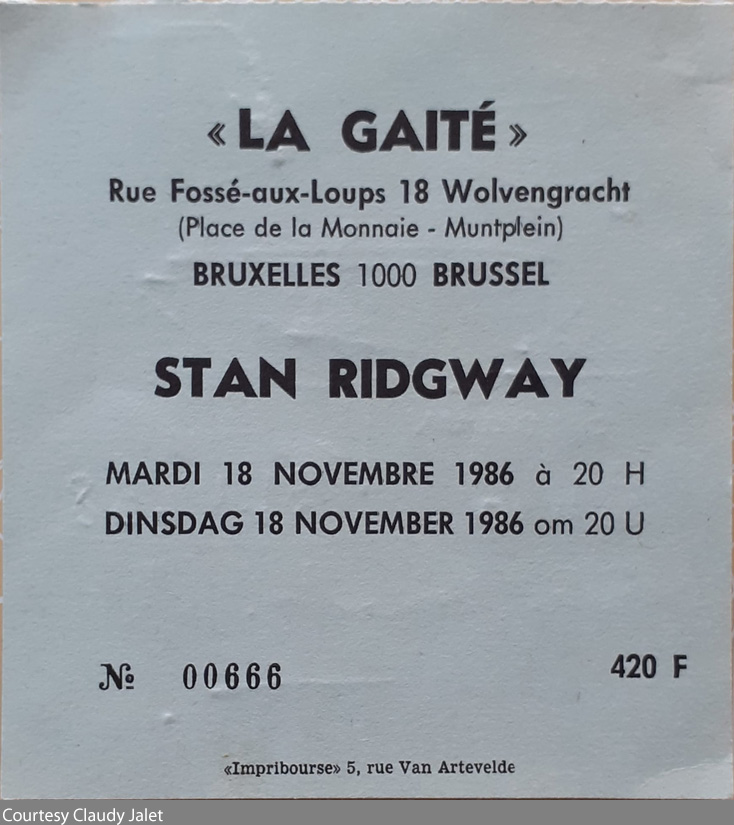 « LA GAITÉ »
Rue Fossé-aux-Loups 18 Wolvengracht
(Place de la Monnaie - Muntplein)
BRUXELLES 1000 BRUSSEL
STAN RIDGWAY
MARDI 18 NOVEMBRE 1986 à 20 H
DINSDAG 18 NOVEMBER 1986 om 20 U
№ 00666 420 F
«Impribourse» 5, rue Van Artevelde
Courtesy Claudy Jalet